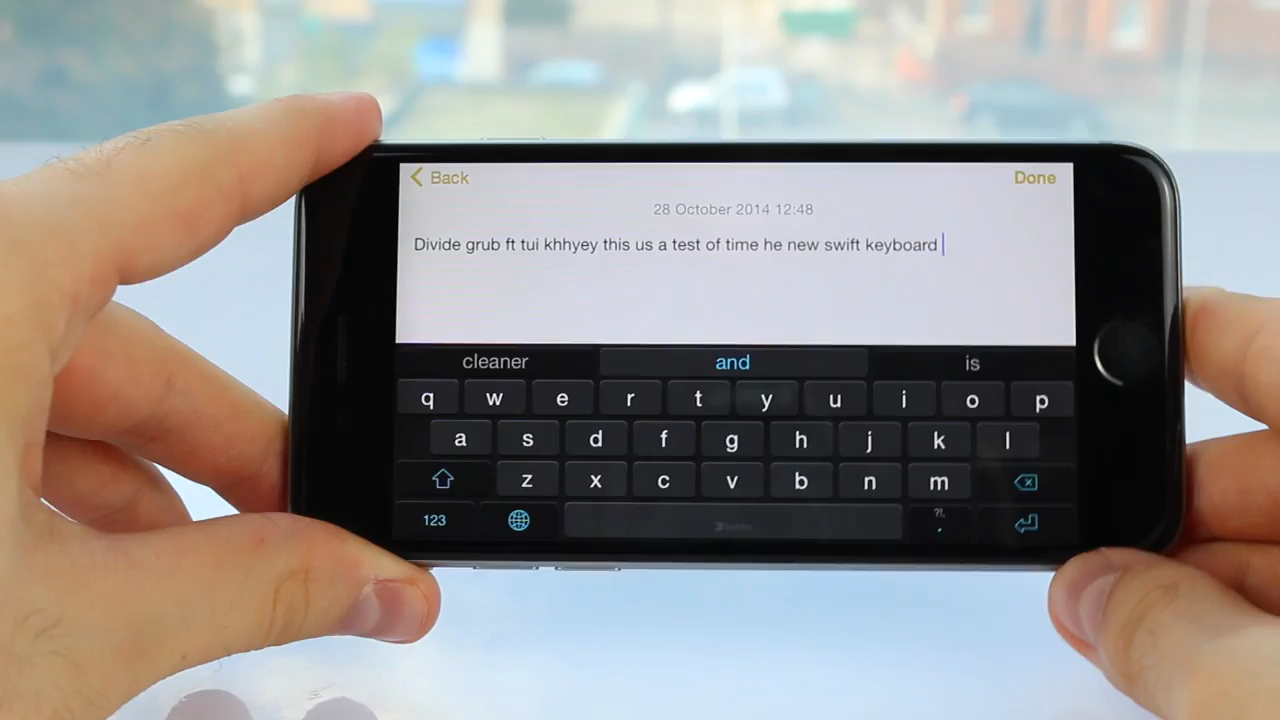 Back
Done
28 October 2014 12:48
Divide grub ft tui khhyey this us a test of time he new swift keyboard
cleaner and is
q w e r t y u i o p
a s d f g h j k l
z x c v b n m
123 ?!, .